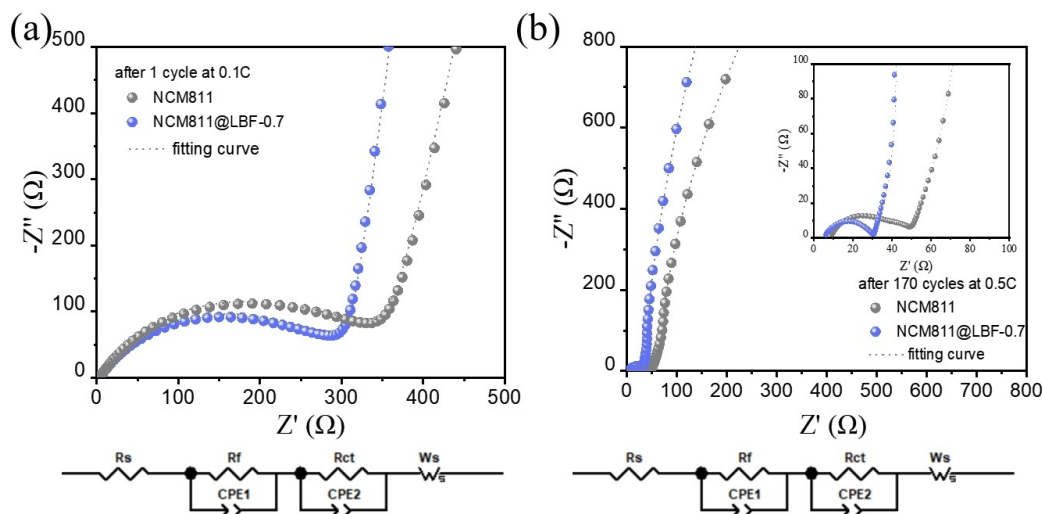 (a)
500
400
300
200
100
0
-Z" (Ω)
after 1 cycle at 0.1C
NCM811
NCM811@LBF-0.7
fitting curve
0 100 200 300 400 500
Z' (Ω)
Rs Rf Rct Ws
CPE1 CPE2
s
(b)
800
600
400
200
0
-Z" (Ω)
100
80
60
40
20
0
-Z" (Ω)
0 20 40 60 80 100
Z' (Ω)
after 170 cycles at 0.5C
NCM811
NCM811@LBF-0.7
fitting curve
0 100 200 300 400 500 600 700 800
Z' (Ω)
Rs Rf Rct Ws
CPE1 CPE2
s